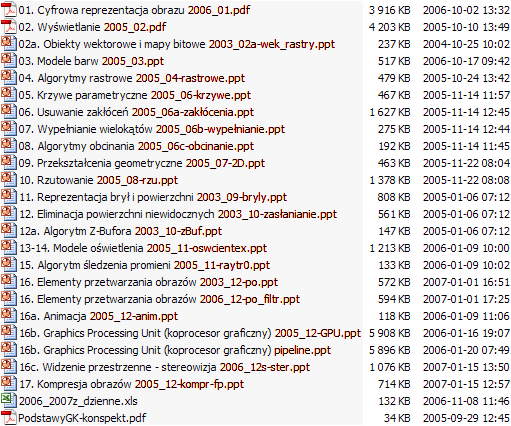 01. Cyfrowa reprezentacja obrazu 2006_01.pdf 3 916 KB 2006-10-02 13:32
02. Wyświetlanie 2005_02.pdf 4 203 KB 2005-10-10 13:49
02a. Obiekty wektorowe i mapy bitowe 2003_02a-wek_rastry.ppt 237 KB 2004-10-25 10:02
03. Modele barw 2005_03.ppt 517 KB 2006-10-17 09:42
04. Algorytmy rastrowe 2005_04-rastrowe.ppt 479 KB 2005-10-24 13:42
05. Krzywe parametryczne 2005_06-krzywe.ppt 467 KB 2005-11-14 11:57
06. Usuwanie zakłóceń 2005_06a-zakłócenia.ppt 1 627 KB 2005-11-14 12:45
07. Wypełnianie wielokątów 2005_06b-wypełnianie.ppt 275 KB 2005-11-14 12:44
08. Algorytmy obcinania 2005_06c-obcinanie.ppt 192 KB 2005-11-14 11:45
09. Przekształcenia geometryczne 2005_07-2D.ppt 463 KB 2005-11-22 08:04
10. Rzutowanie 2005_08-rzu.ppt 1 378 KB 2005-11-22 08:08
11. Reprezentacja brył i powierzchni 2003_09-bryly.ppt 808 KB 2005-01-06 07:12
12. Eliminacja powierzchni niewidocznych 2003_10-zasłanianie.ppt 561 KB 2005-01-06 07:12
12a. Algorytm Z-Bufora 2003_10-zBuf.ppt 147 KB 2005-01-06 07:12
13-14. Modele oświetlenia 2005_11-oswcientex.ppt 1 213 KB 2006-01-09 10:00
15. Algorytm śledzenia promieni 2005_11-raytr0.ppt 133 KB 2006-01-09 10:02
16. Elementy przetwarzania obrazów 2003_12-po.ppt 572 KB 2007-01-01 16:51
16. Elementy przetwarzania obrazów 2006_12-po_filtr.ppt 594 KB 2007-01-01 17:25
16a. Animacja 2005_12-anim.ppt 118 KB 2006-01-09 11:06
16b. Graphics Processing Unit (koprocesor graficzny) 2005_12-GPU.ppt 5 908 KB 2006-01-16 19:07
16b. Graphics Processing Unit (koprocesor graficzny) pipeline.ppt 5 896 KB 2006-01-20 07:49
16c. Widzenie przestrzenne - stereowizja 2006_12s-ster.ppt 1 076 KB 2007-01-15 13:50
17. Kompresja obrazów 2005_12-kompr-fp.ppt 714 KB 2007-01-15 12:57
2006_2007z_dzienne.xls 132 KB 2006-11-08 11:46
PodstawyGK-konspekt.pdf 34 KB 2005-09-29 12:45